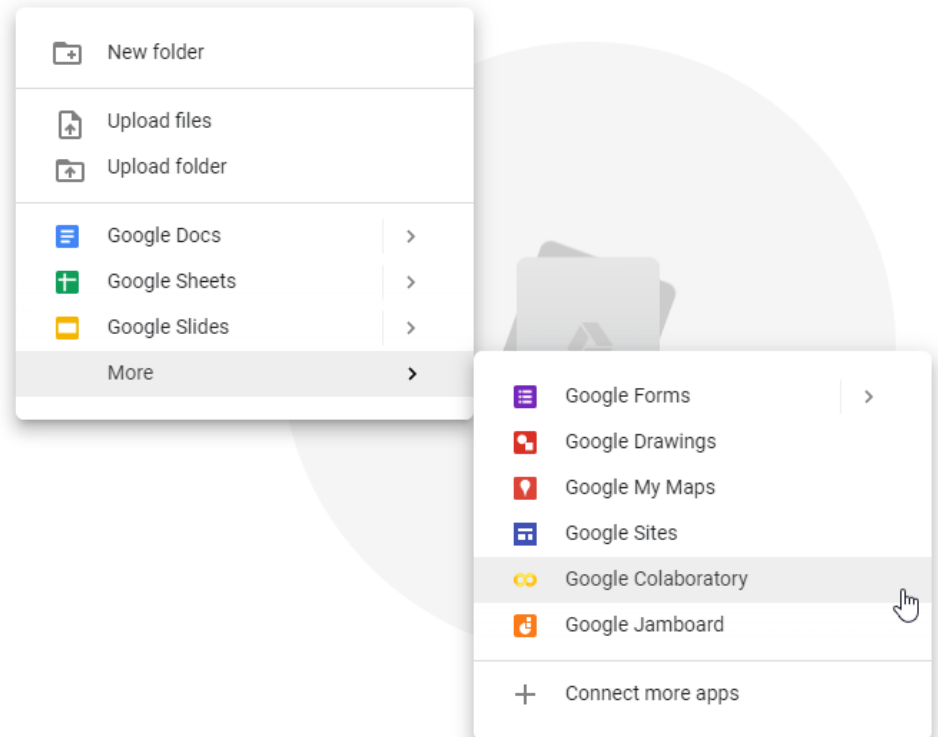 New folder
Upload files
Upload folder
Google Docs
Google Sheets
Google Slides
More
Google Forms
Google Drawings
Google My Maps
Google Sites
Google Colaboratory
Google Jamboard
Connect more apps